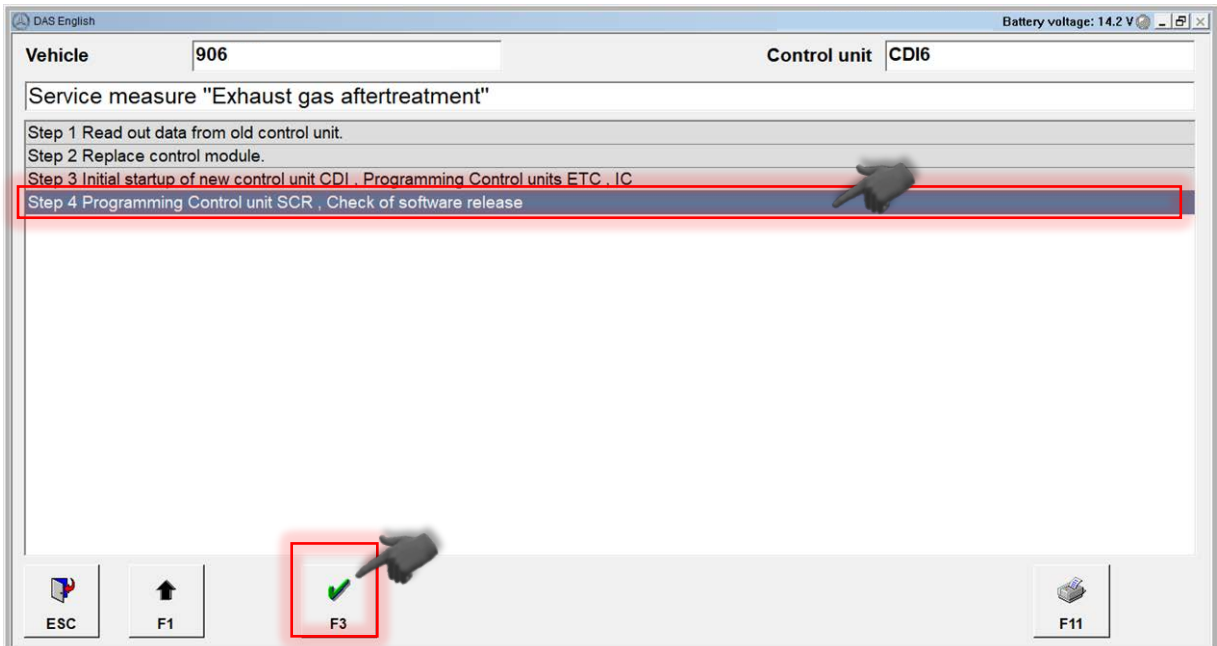 DAS English Battery voltage: 14.2 V
Vehicle 906 Control unit CDI6
Service measure "Exhaust gas aftertreatment"
Step 1 Read out data from old control unit.
Step 2 Replace control module.
Step 3 Initial startup of new control unit CDI , Programming Control units ETC , IC
Step 4 Programming Control unit SCR , Check of software release
ESC F1 F3 F11